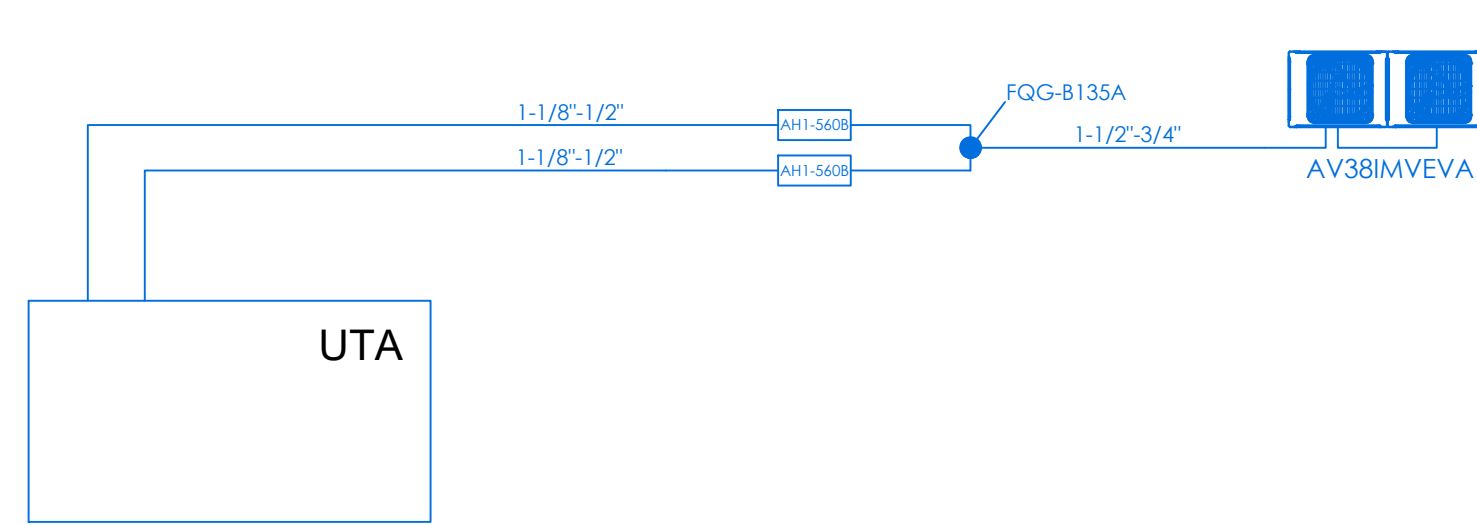 FQG-B135A
1-1/8"-1/2"
AH1-560B
1-1/2"-3/4"
1-1/8"-1/2"
AH1-560B
AV38IMVEVA
UTA